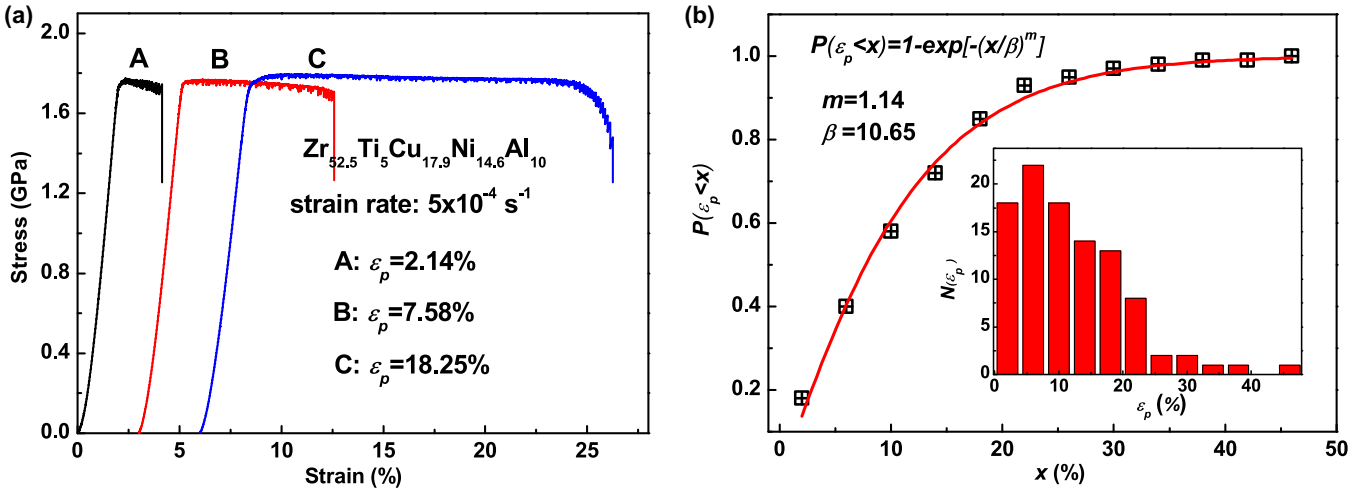 (a)
A B C
Zr52.5Ti5Cu17.9Ni14.6Al10
strain rate: 5x10⁻⁴ s⁻¹
A: εp=2.14%
B: εp=7.58%
C: εp=18.25%
Stress (GPa)
2.0
1.6
1.2
0.8
0.4
0.0
0 5 10 15 20 25
Strain (%)
(b)
P(εp<x)=1-exp[-(x/β)ᵐ]
m=1.14
β=10.65
P(εp<x)
1.0
0.8
0.6
0.4
0.2
0 10 20 30 40 50
x (%)
N(εp)
20
15
10
5
0
0 10 20 30 40
εp (%)